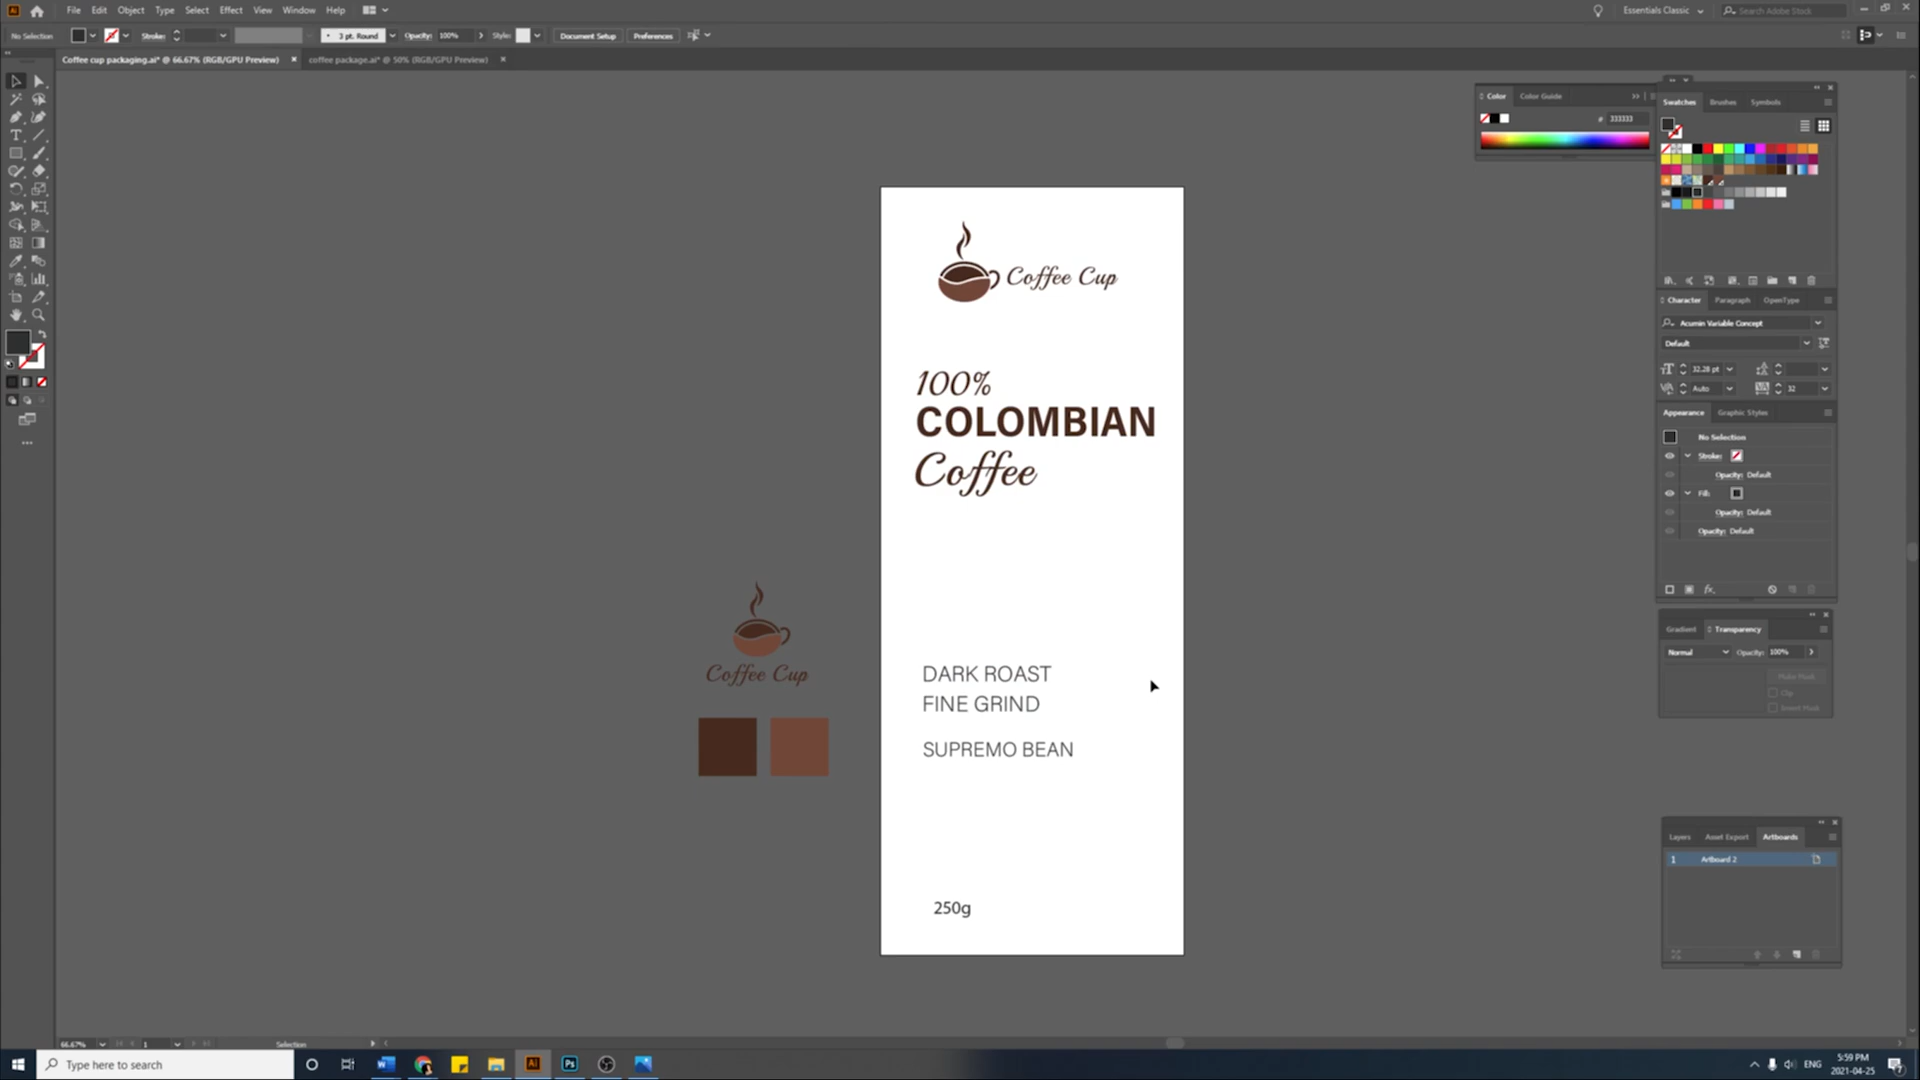 File Edit Object Type Select Effect View Window Help
Essentials Classic
Search Adobe Stock
No Selection
Stroke:
3 pt. Round
Opacity: 100%
Style:
Document Setup
Preferences
Coffee cup packaging.ai* @ 66.67% (RGB/GPU Preview)
coffee package.ai* @ 50% (RGB/GPU Preview)
Color
Color Guide
# 333333
Swatches
Brushes
Symbols
Coffee Cup
100%
COLOMBIAN
Coffee
DARK ROAST
FINE GRIND
SUPREMO BEAN
250g
Coffee Cup
Character
Paragraph
OpenType
Acumin Variable Concept
Default
32.28 pt
Auto
32
Appearance
Graphic Styles
No Selection
Stroke:
Opacity: Default
Fill:
Opacity: Default
Opacity: Default
Gradient
Transparency
Normal
Opacity: 100%
Make Mask
Clip
Invert Mask
Layers
Asset Export
Artboards
1 Artboard 2
66.67%
1
Selection
Type here to search
ENG
5:59 PM
2021-04-25